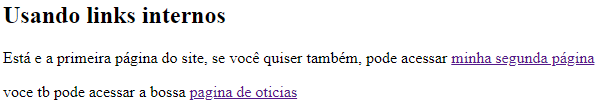 Usando links internos
Está e a primeira página do site, se você quiser também, pode acessar minha segunda página
voce tb pode acessar a bossa pagina de oticias